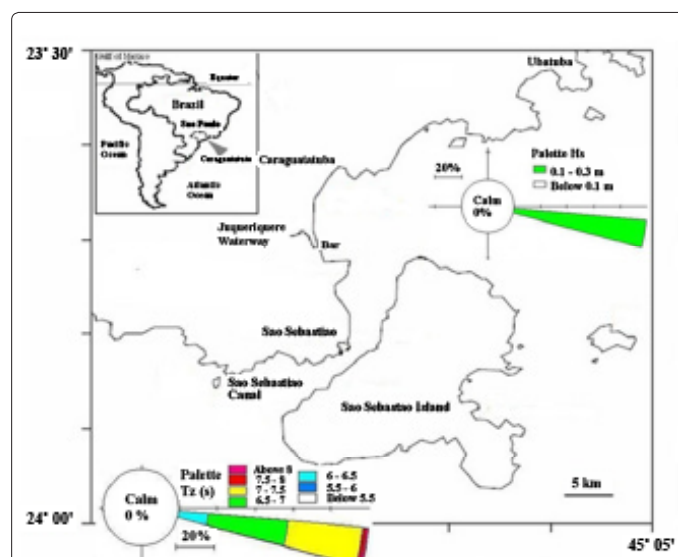 23° 30'
Gulf of Mexico
Equator
Brazil
Sao Paulo
Pacific
Ocean
Caraguatatuba
Atlantic
Ocean
Ubatuba
Caraguatatuba
20%
Palette Hs
0.1 - 0.3 m
Below 0.1 m
Calm
0%
Juqueriquere
Waterway
Bar
Sao Sebastiao
Sao Sebastiao
Canal
Sao Sebastao Island
Palette
Tz (s)
Above 8
7.5 - 8
7 - 7.5
6.5 - 7
6 - 6.5
5.5 - 6
Below 5.5
Calm
0 %
20%
5 km
24° 00'
45° 05'